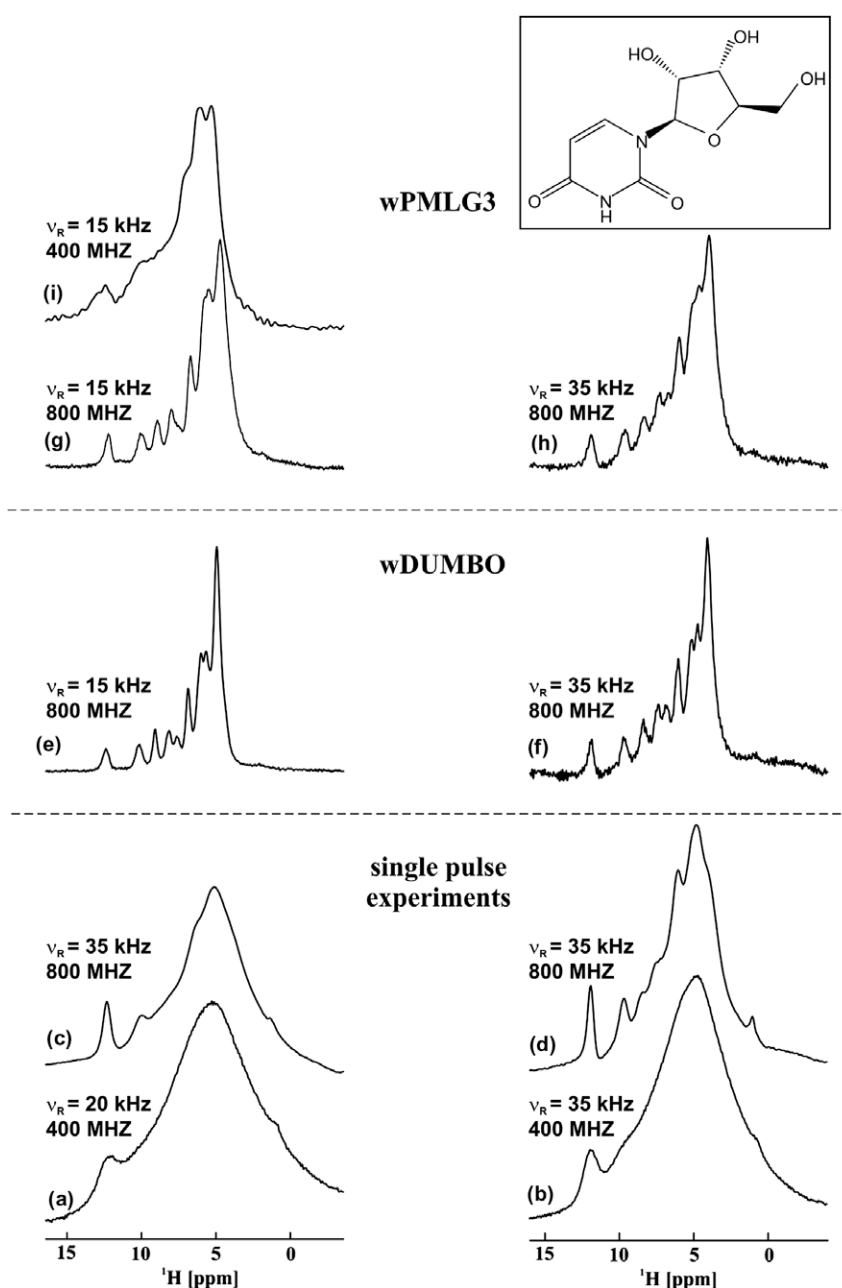 HO
OH
OH
N
O
O
N
H
O
wPMLG3
νR = 15 kHz
400 MHZ
(i)
νR = 15 kHz
800 MHZ
(g)
νR = 35 kHz
800 MHZ
(h)
wDUMBO
νR = 15 kHz
800 MHZ
(e)
νR = 35 kHz
800 MHZ
(f)
single pulse
experiments
νR = 35 kHz
800 MHZ
(c)
νR = 35 kHz
800 MHZ
(d)
νR = 20 kHz
400 MHZ
(a)
νR = 35 kHz
400 MHZ
(b)
15 10 5 0
¹H [ppm]
15 10 5 0
¹H [ppm]